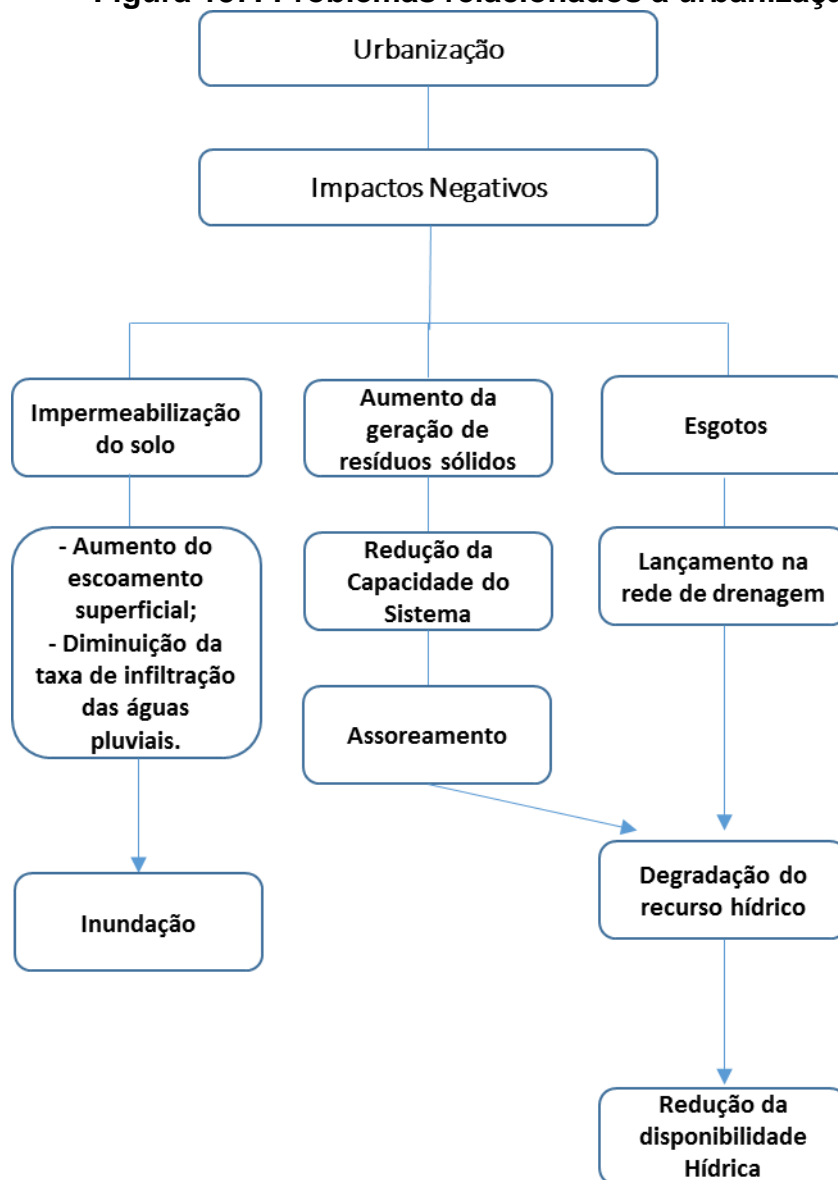 Urbanização
Impactos Negativos
Impermeabilização
do solo
Aumento da
geração de
resíduos sólidos
Esgotos
- Aumento do
escoamento
superficial;
- Diminuição da
taxa de infiltração
das águas
pluviais.
Redução da
Capacidade do
Sistema
Lançamento na
rede de drenagem
Assoreamento
Inundação
Degradação do
recurso hídrico
Redução da
disponibilidade
Hídrica